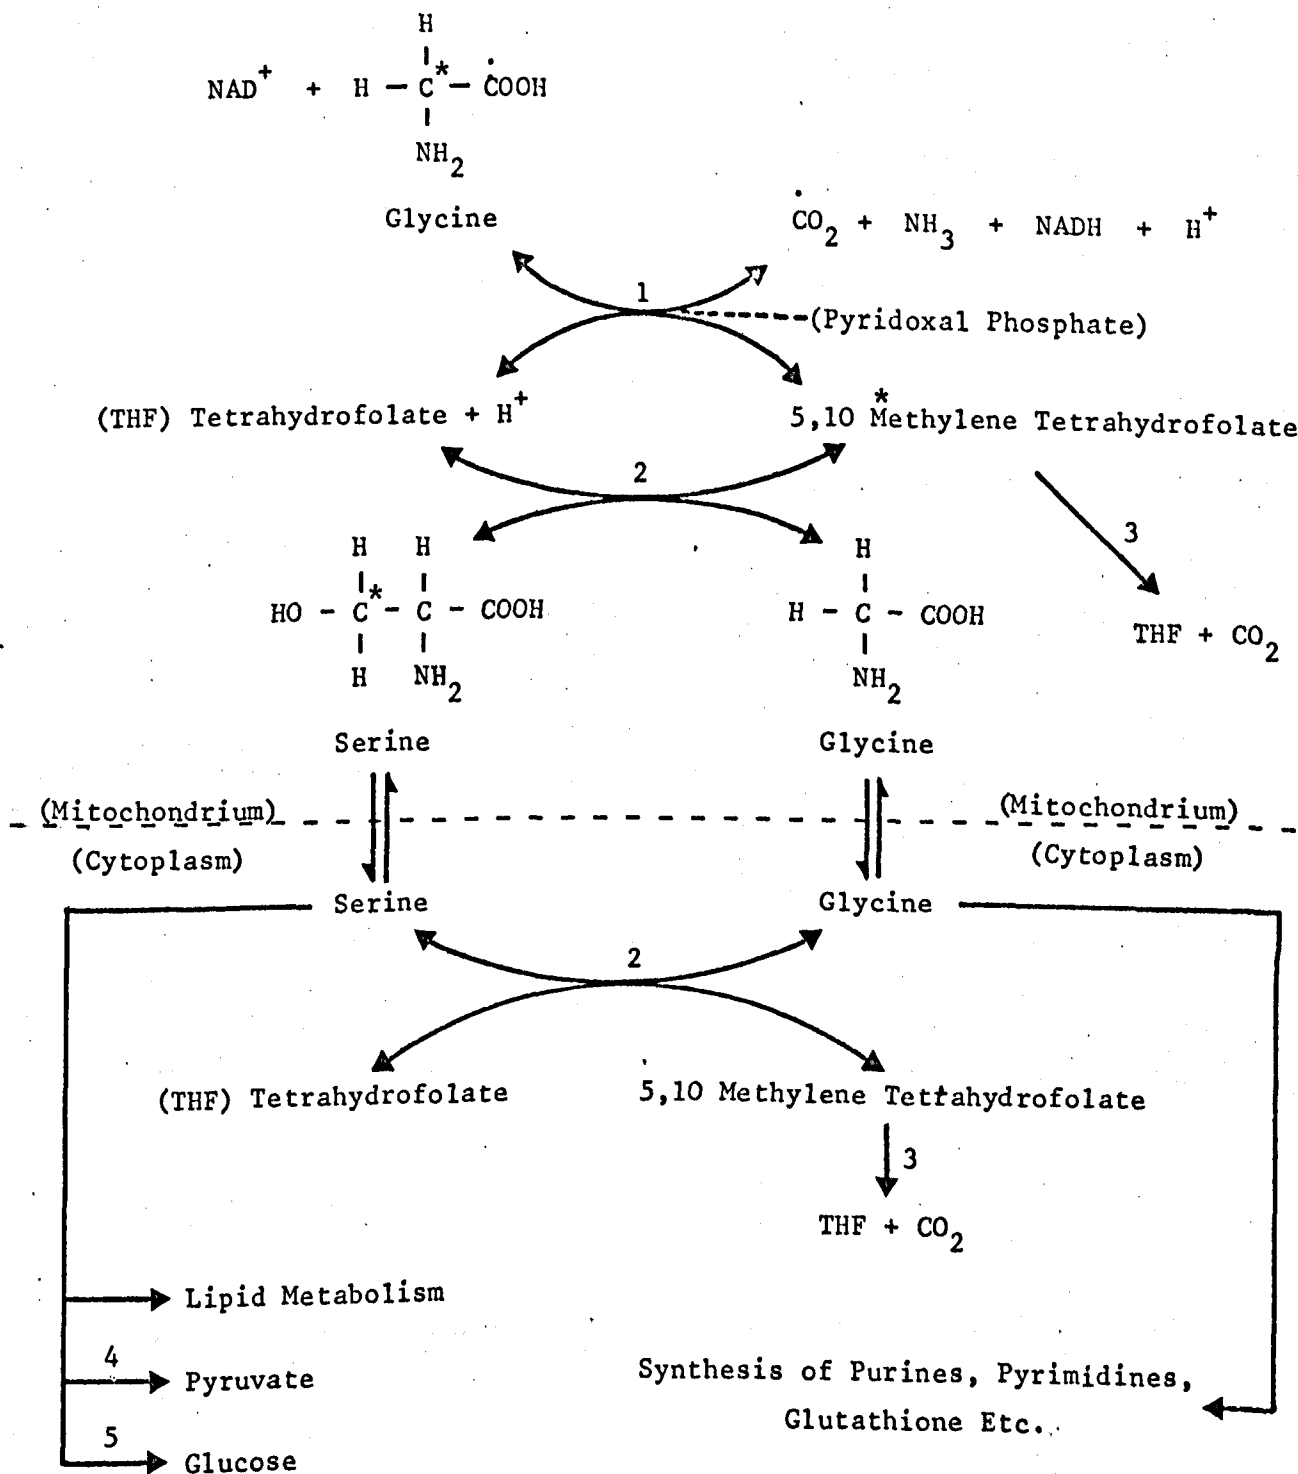 H
NAD+ + H - C* - ĊOOH
NH2
Glycine
ĊO2 + NH3 + NADH + H+
1
(Pyridoxal Phosphate)
(THF) Tetrahydrofolate + H+
*
5,10 Methylene Tetrahydrofolate
2
3
H H
HO - C* - C - COOH
H NH2
Serine
H
H - C - COOH
NH2
Glycine
THF + CO2
(Mitochondrium)
(Cytoplasm)
(Mitochondrium)
(Cytoplasm)
Serine
Glycine
2
(THF) Tetrahydrofolate
5,10 Methylene Tetrahydrofolate
3
THF + CO2
Lipid Metabolism
4
Pyruvate
5
Glucose
Synthesis of Purines, Pyrimidines,
Glutathione Etc.